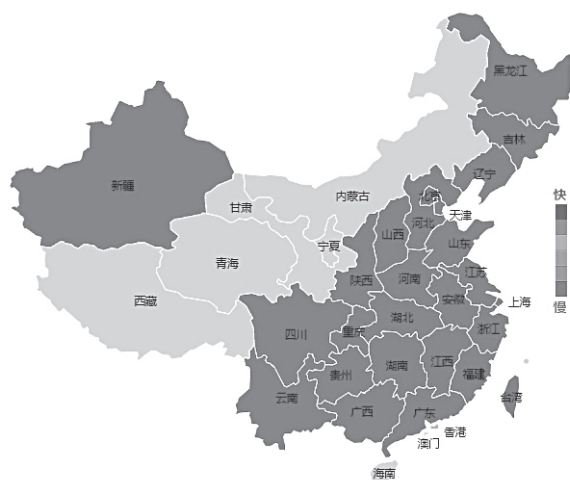 黑龙江
吉林
辽宁
新疆
内蒙古
甘肃
北京
天津
河北
山西
宁夏
山东
青海
陕西
河南
江苏
西藏
安徽
上海
湖北
四川
重庆
浙江
湖南
江西
贵州
福建
云南
台湾
广西
广东
香港
澳门
海南
快
慢